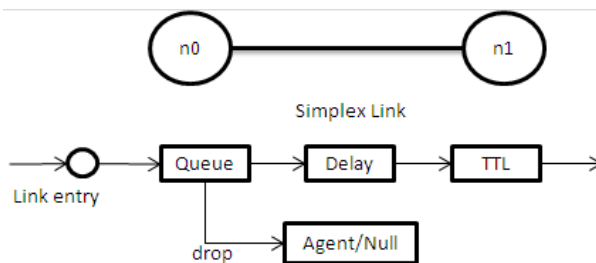 n0 n1
Simplex Link
Queue Delay TTL
Link entry
Agent/Null
drop